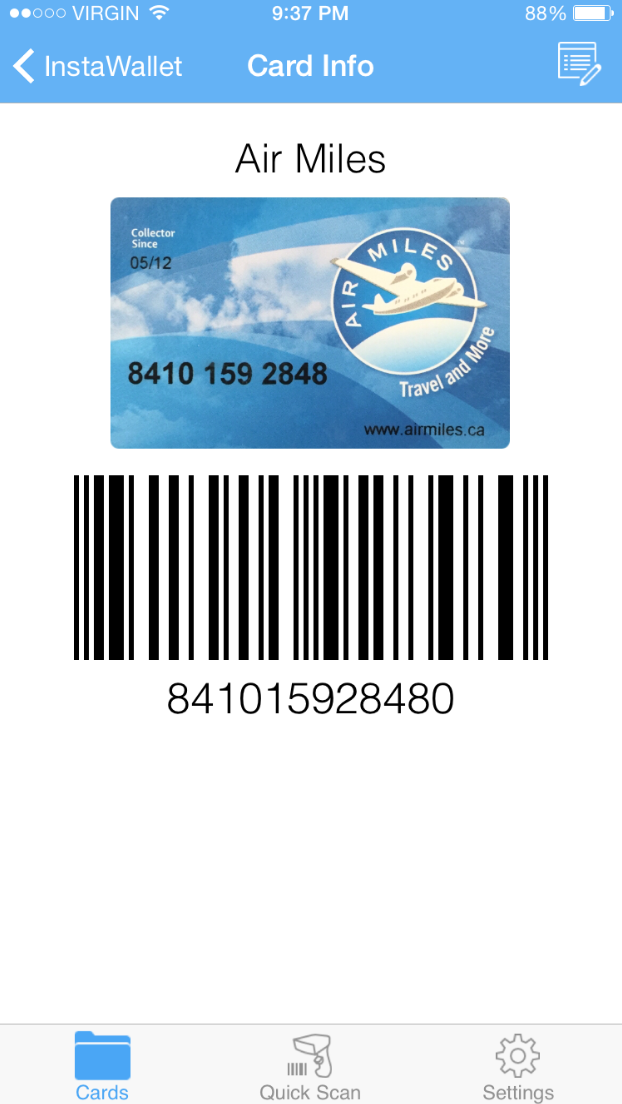 VIRGIN 9:37 PM 88%
InstaWallet Card Info
Air Miles
Collector
Since
05/12
AIR MILES
8410 159 2848
Travel and More
www.airmiles.ca
841015928480
Cards Quick Scan Settings